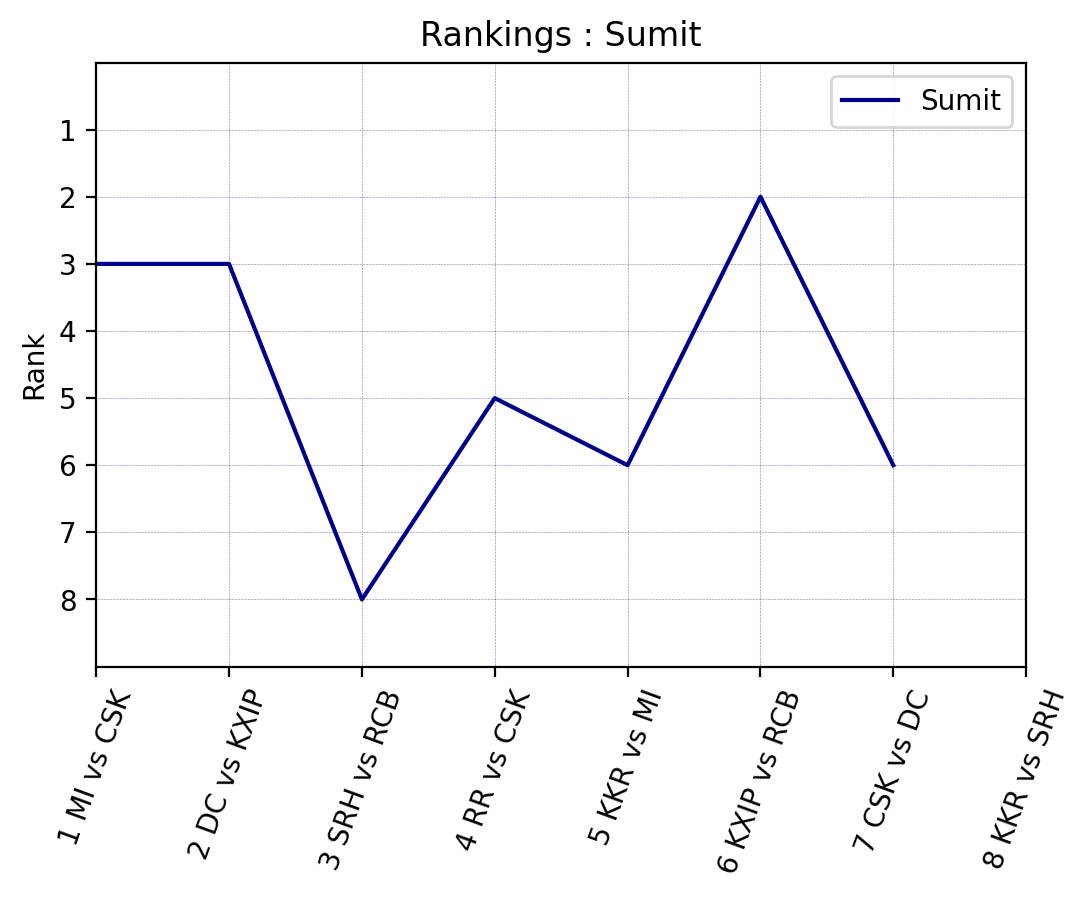 Rankings : Sumit
Sumit
Rank
1
2
3
4
5
6
7
8
1 MI vs CSK
2 DC vs KXIP
3 SRH vs RCB
4 RR vs CSK
5 KKR vs MI
6 KXIP vs RCB
7 CSK vs DC
8 KKR vs SRH